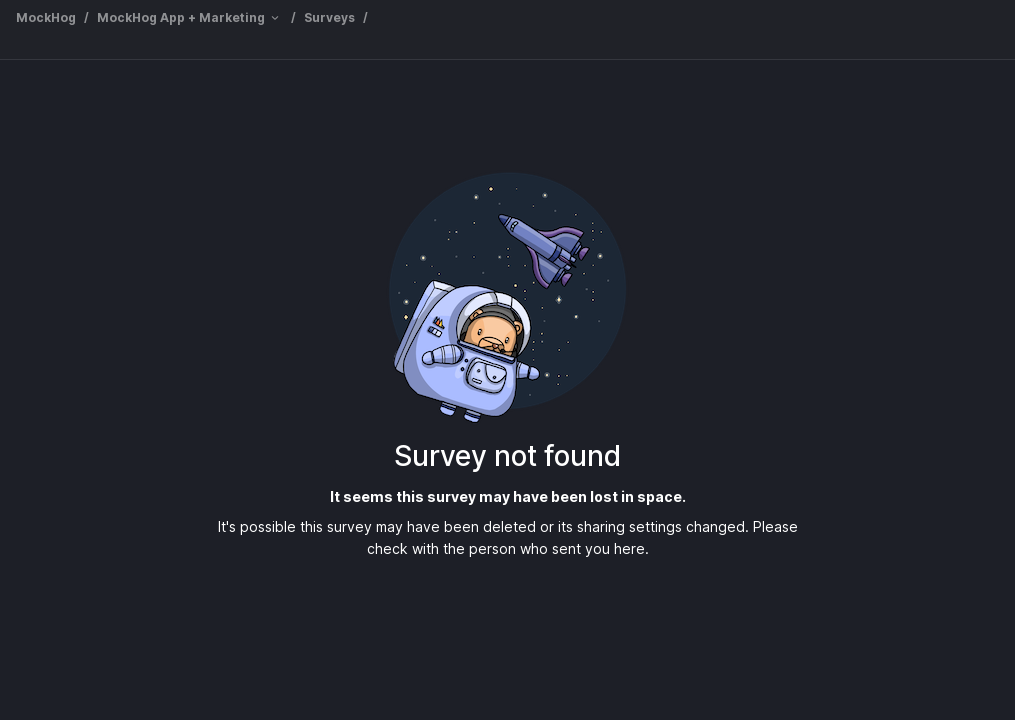 MockHog / MockHog App + Marketing / Surveys /
Survey not found
It seems this survey may have been lost in space.
It's possible this survey may have been deleted or its sharing settings changed. Please
check with the person who sent you here.